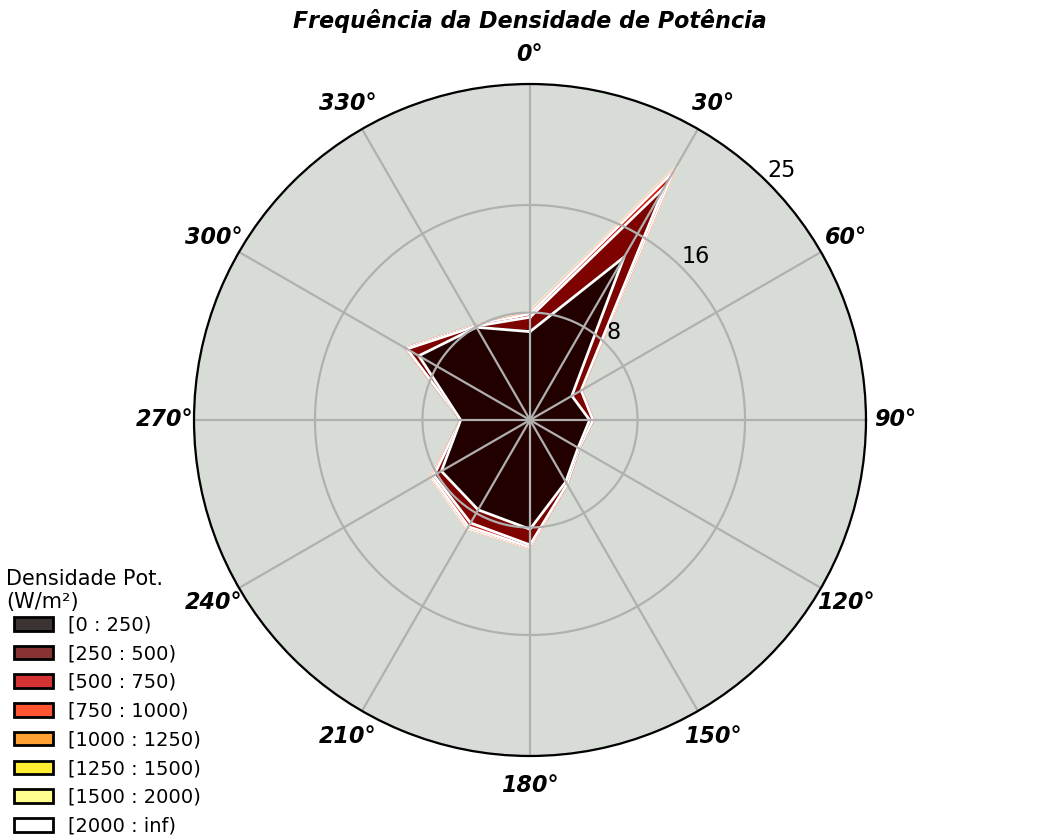 Frequência da Densidade de Potência
0°
330°
30°
25
300°
60°
16
8
270°
90°
240°
120°
210°
150°
180°
Densidade Pot.
(W/m²)
[0 : 250)
[250 : 500)
[500 : 750)
[750 : 1000)
[1000 : 1250)
[1250 : 1500)
[1500 : 2000)
[2000 : inf)